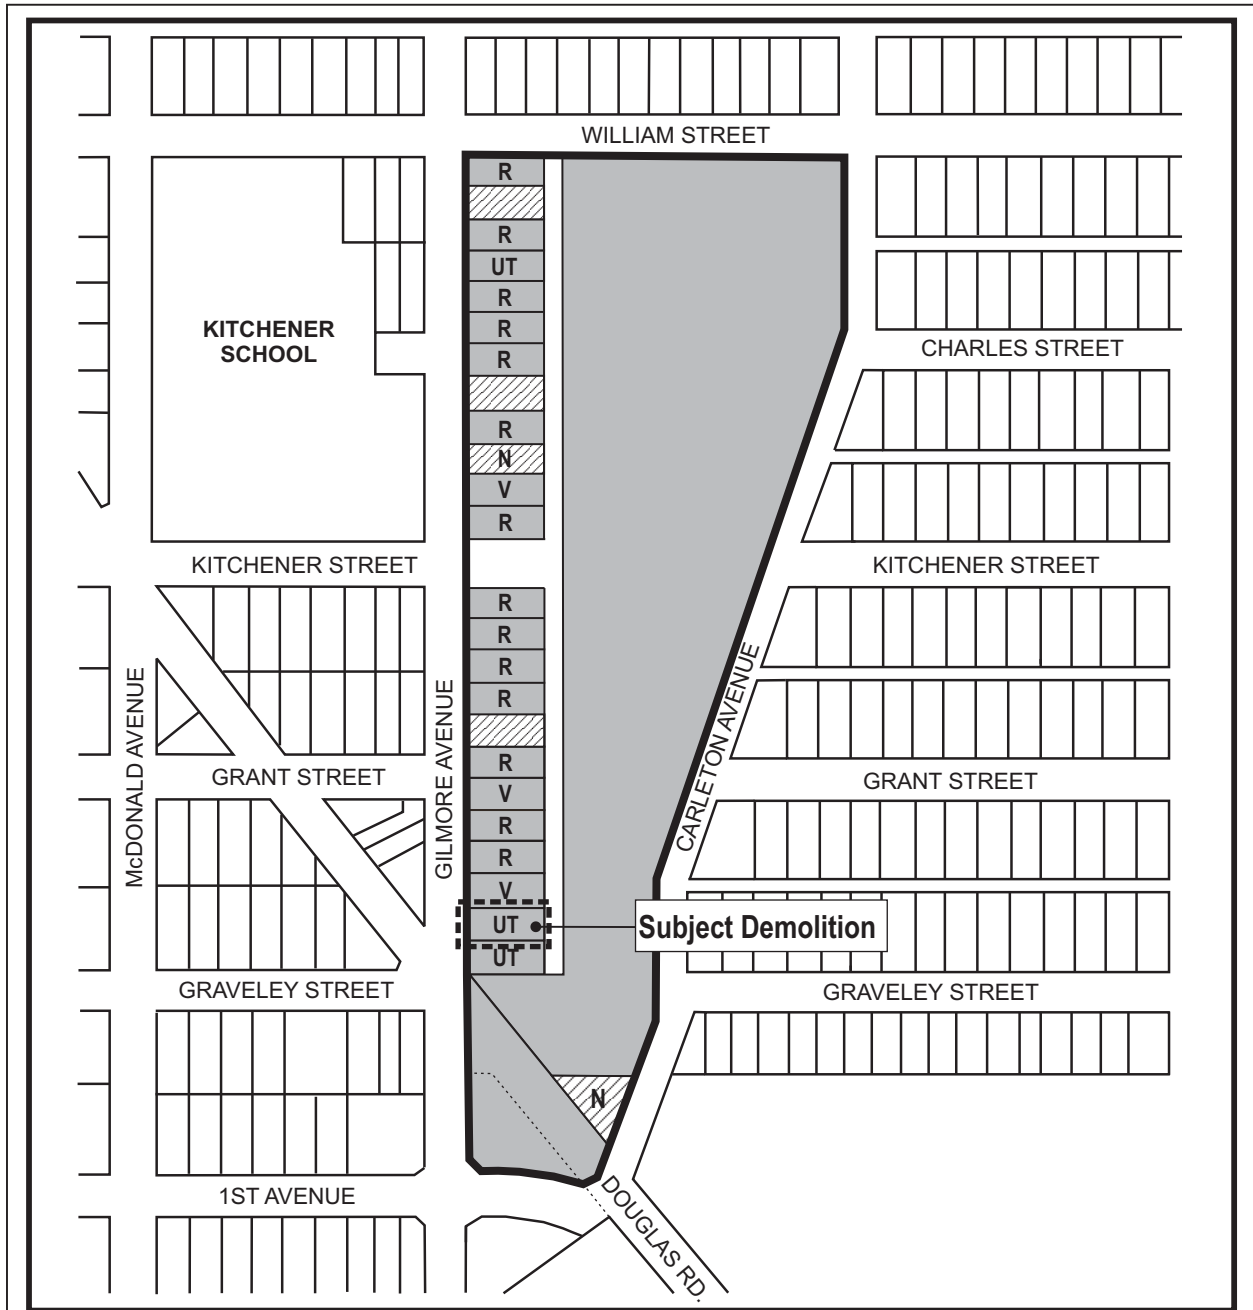 WILLIAM STREET
R
R
UT
R
R
R
R
N
V
R
KITCHENER
SCHOOL
CHARLES STREET
KITCHENER STREET
KITCHENER STREET
R
R
R
R
R
V
R
R
V
UT
UT
McDONALD AVENUE
GILMORE AVENUE
CARLETON AVENUE
GRANT STREET
GRANT STREET
Subject Demolition
GRAVELEY STREET
GRAVELEY STREET
N
1ST AVENUE
DOUGLAS RD.